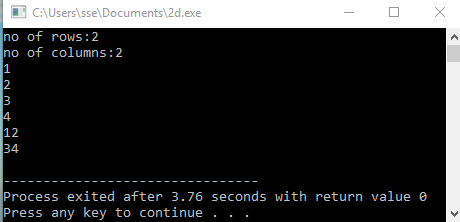 C:\Users\sse\Documents\2d.exe
no of rows:2
no of columns:2
1
2
3
4
12
34
--------------------------------
Process exited after 3.76 seconds with return value 0
Press any key to continue . . .